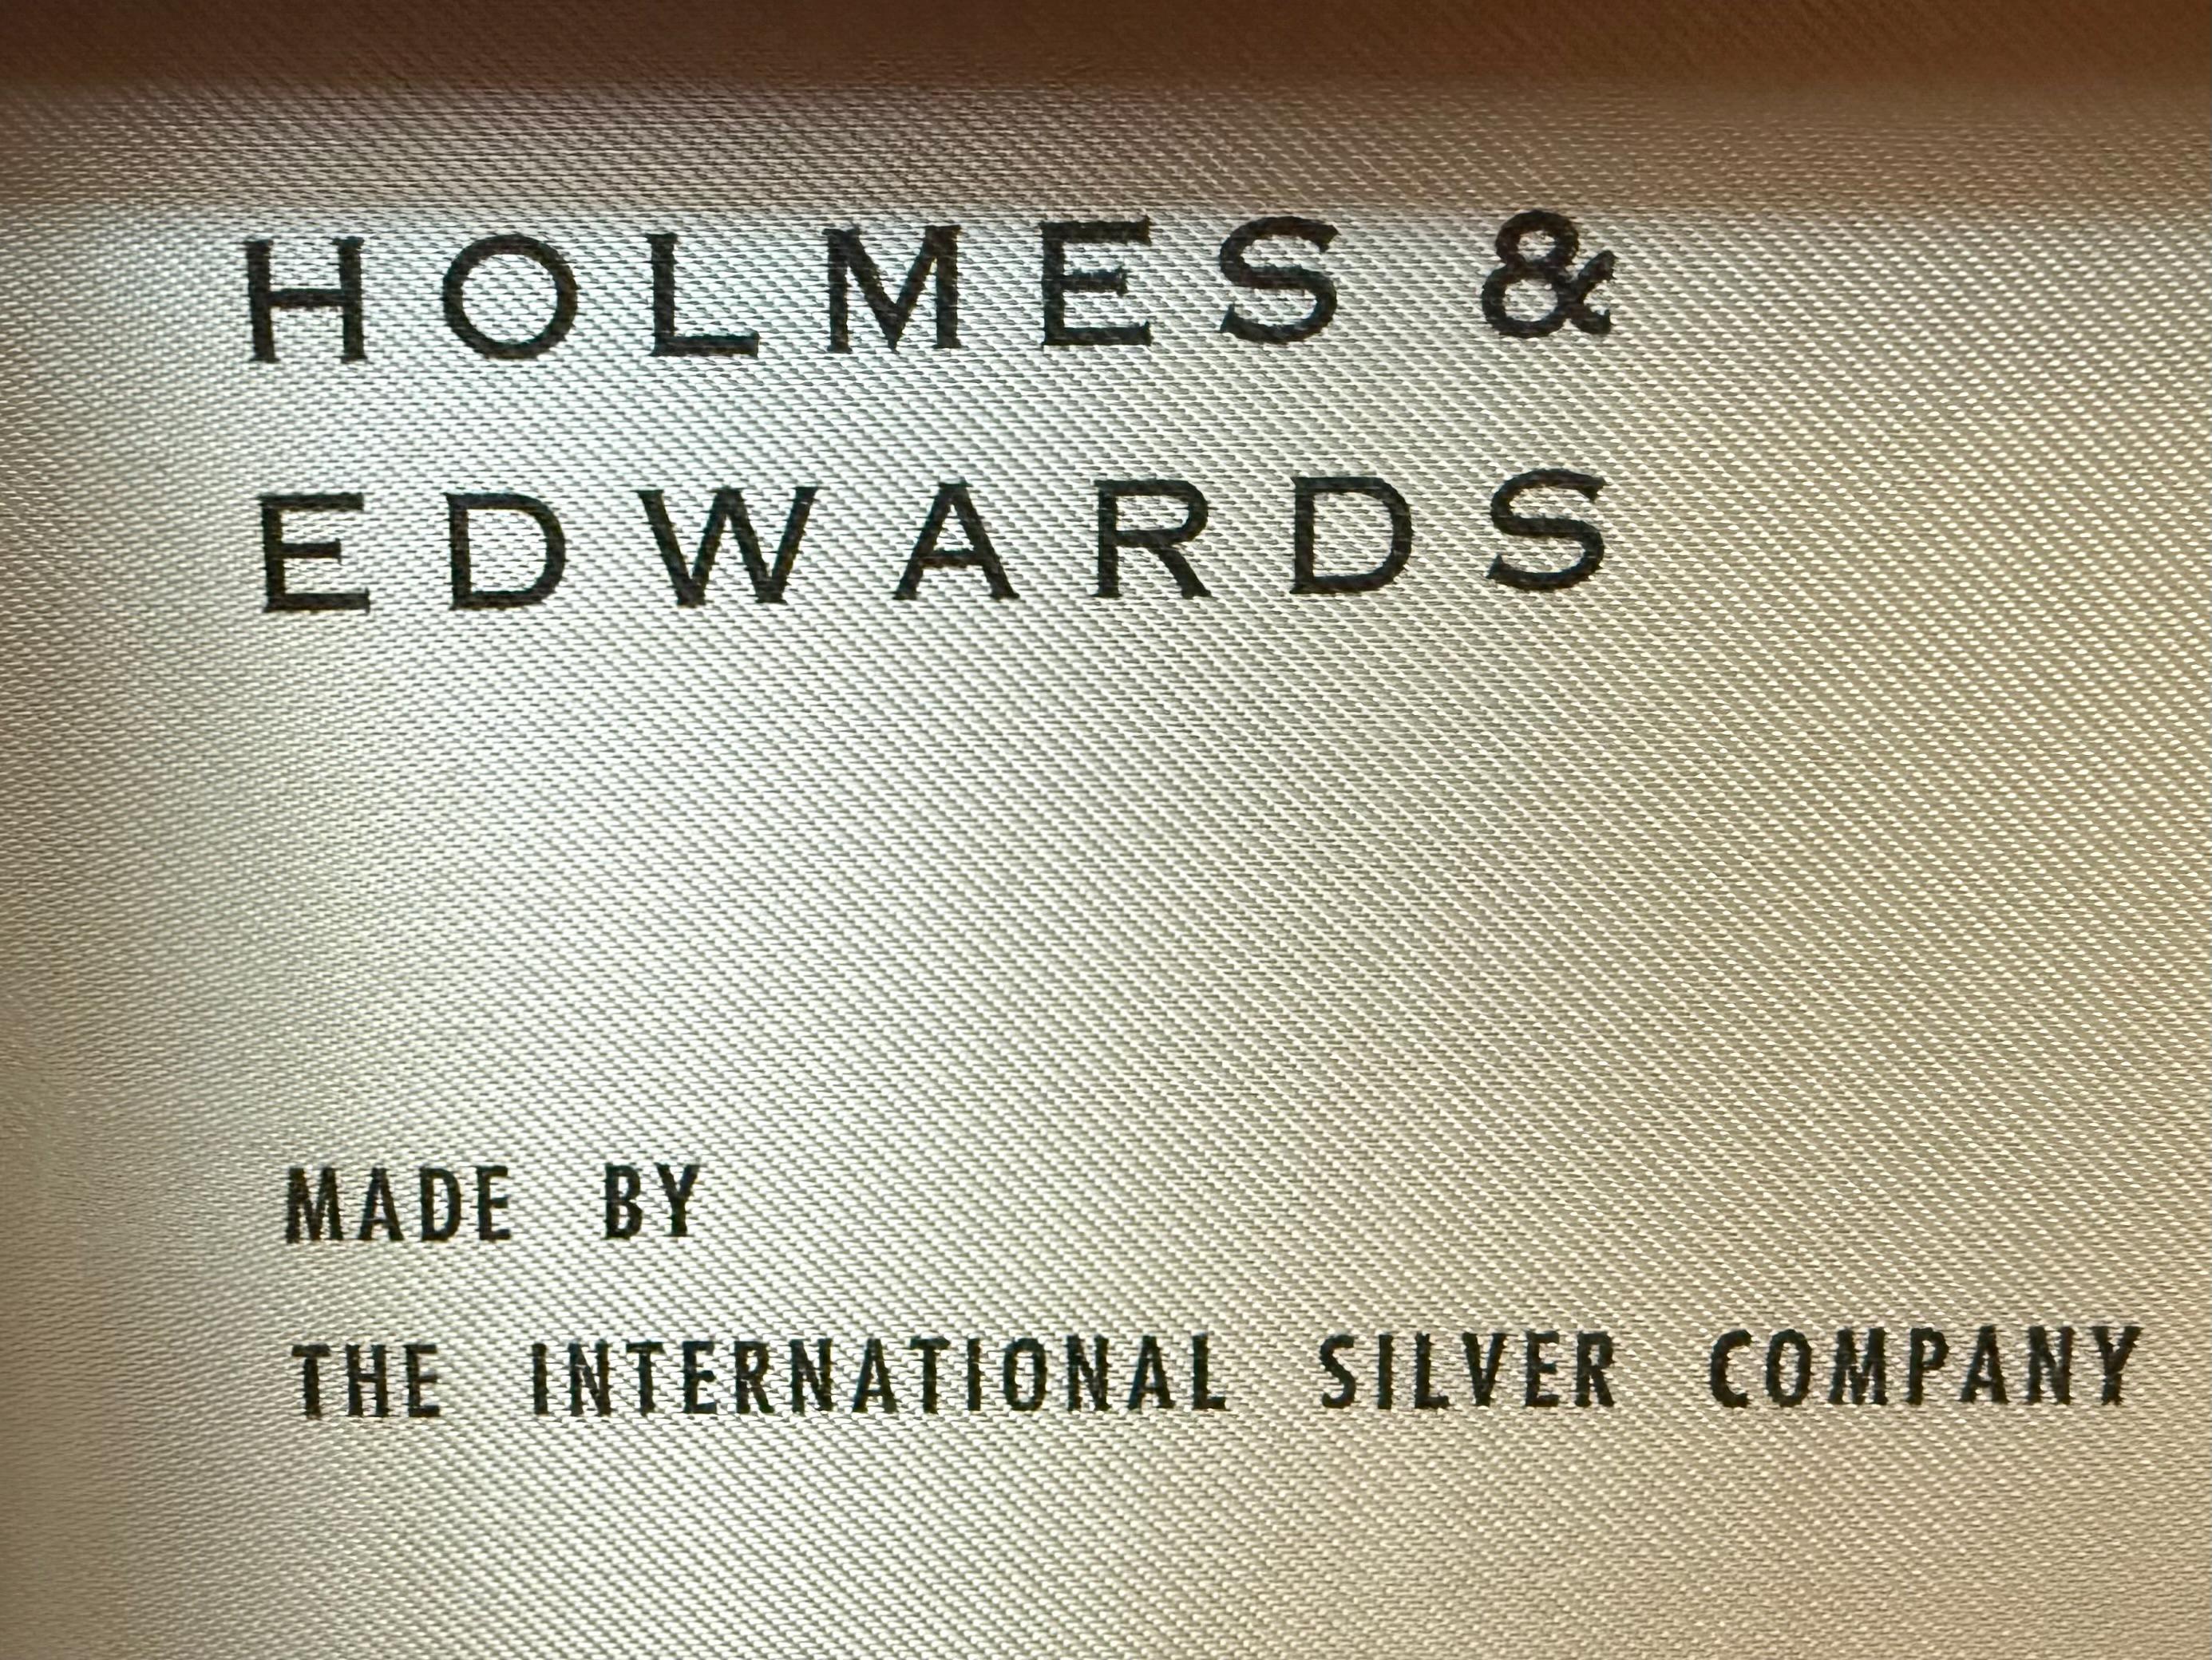 HOLMES &
EDWARDS
MADE BY
THE INTERNATIONAL SILVER COMPANY